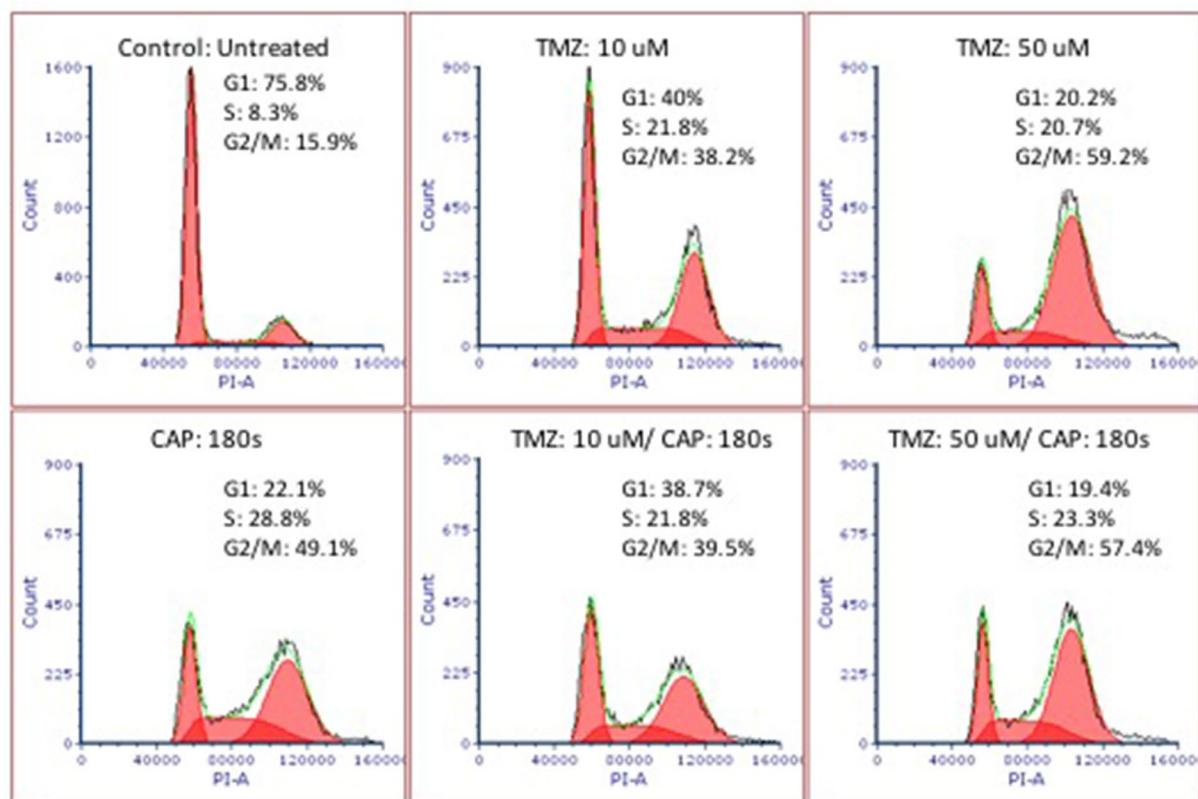 Control: Untreated
G1: 75.8%
S: 8.3%
G2/M: 15.9%
1600
1200
800
400
0
Count
0 40000 80000 120000 160000
PI-A
TMZ: 10 uM
G1: 40%
S: 21.8%
G2/M: 38.2%
900
675
450
225
0
Count
0 40000 80000 120000 160000
PI-A
TMZ: 50 uM
G1: 20.2%
S: 20.7%
G2/M: 59.2%
900
675
450
225
0
Count
0 40000 80000 120000 16000
PI-A
CAP: 180s
G1: 22.1%
S: 28.8%
G2/M: 49.1%
900
675
450
225
0
Count
0 40000 80000 120000 16000
PI-A
TMZ: 10 uM/ CAP: 180s
G1: 38.7%
S: 21.8%
G2/M: 39.5%
900
675
450
225
0
Count
0 40000 80000 120000 16000
PI-A
TMZ: 50 uM/ CAP: 180s
G1: 19.4%
S: 23.3%
G2/M: 57.4%
900
675
450
225
0
Count
0 40000 80000 120000 16000
PI-A